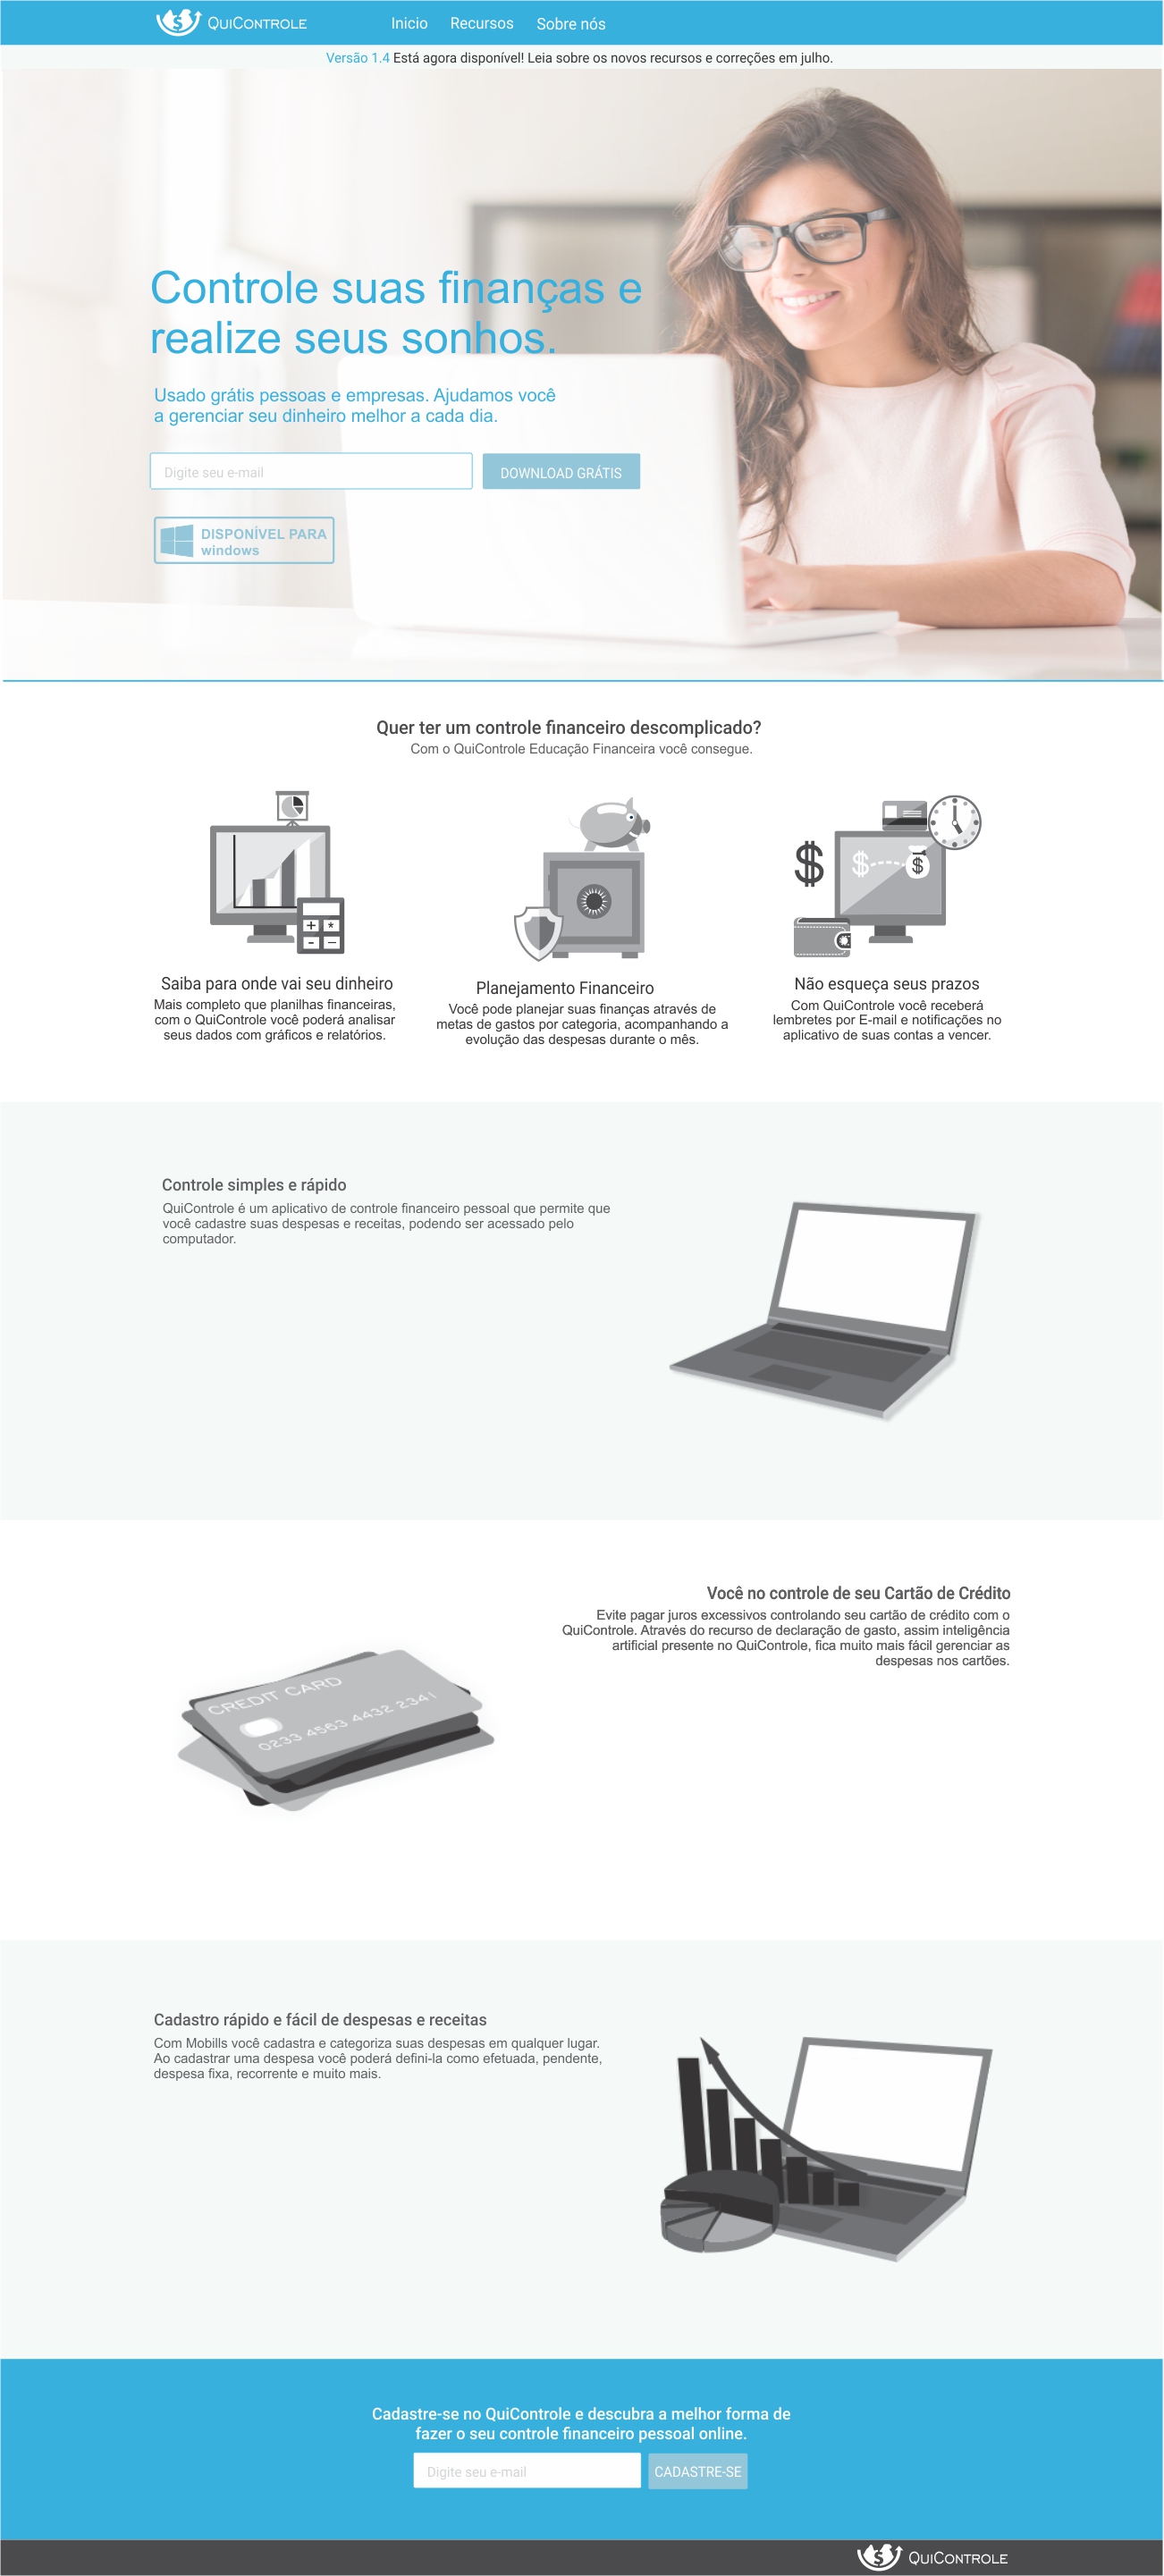 QUICONTROLE
Inicio Recursos Sobre nós
Versão 1.4 Está agora disponível! Leia sobre os novos recursos e correções em julho.
Controle suas finanças e
realize seus sonhos.
Usado grátis pessoas e empresas. Ajudamos você
a gerenciar seu dinheiro melhor a cada dia.
Digite seu e-mail
DOWNLOAD GRÁTIS
DISPONÍVEL PARA
windows
Quer ter um controle financeiro descomplicado?
Com o QuiControle Educação Financeira você consegue.
Saiba para onde vai seu dinheiro
Mais completo que planilhas financeiras,
com o QuiControle você poderá analisar
seus dados com gráficos e relatórios.
Planejamento Financeiro
Você pode planejar suas finanças através de
metas de gastos por categoria, acompanhando a
evolução das despesas durante o mês.
Não esqueça seus prazos
Com QuiControle você receberá
lembretes por E-mail e notificações no
aplicativo de suas contas a vencer.
Controle simples e rápido
QuiControle é um aplicativo de controle financeiro pessoal que permite que
você cadastre suas despesas e receitas, podendo ser acessado pelo
computador.
Você no controle de seu Cartão de Crédito
Evite pagar juros excessivos controlando seu cartão de crédito com o
QuiControle. Através do recurso de declaração de gasto, assim inteligência
artificial presente no QuiControle, fica muito mais fácil gerenciar as
despesas nos cartões.
CREDIT CARD
0233 4563 4432 2341
Cadastro rápido e fácil de despesas e receitas
Com Mobills você cadastra e categoriza suas despesas em qualquer lugar.
Ao cadastrar uma despesa você poderá defini-la como efetuada, pendente,
despesa fixa, recorrente e muito mais.
Cadastre-se no QuiControle e descubra a melhor forma de
fazer o seu controle financeiro pessoal online.
Digite seu e-mail
CADASTRE-SE
QUICONTROLE